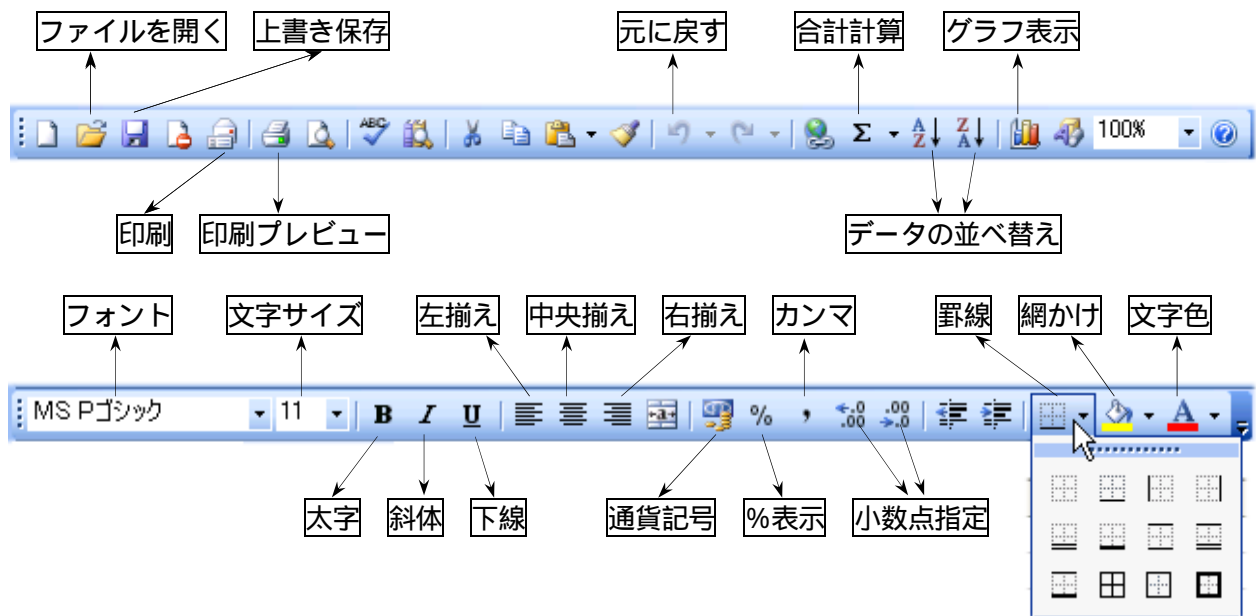 ファイルを開く 上書き保存 元に戻す 合計計算 グラフ表示
ABC Σ A Z Z A 100% ?
印刷 印刷プレビュー データの並べ替え
フォント 文字サイズ 左揃え 中央揃え 右揃え カンマ 罫線 網かけ 文字色
MS Pゴシック 11 B I U a % , .0 .00 .00 .0 A
太字 斜体 下線 通貨記号 %表示 小数点指定